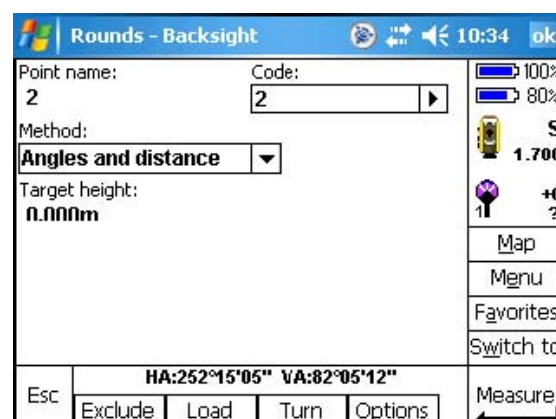 Rounds - Backsight 10:34 ok
Point name: Code:
2 2
Method:
Angles and distance
Target height:
0.000m
100%
80%
S
1.700
1
+0
?
Map
Menu
Favorites
Switch to
HA:252°15'05" VA:82°05'12"
Esc
Exclude Load Turn Options
Measure